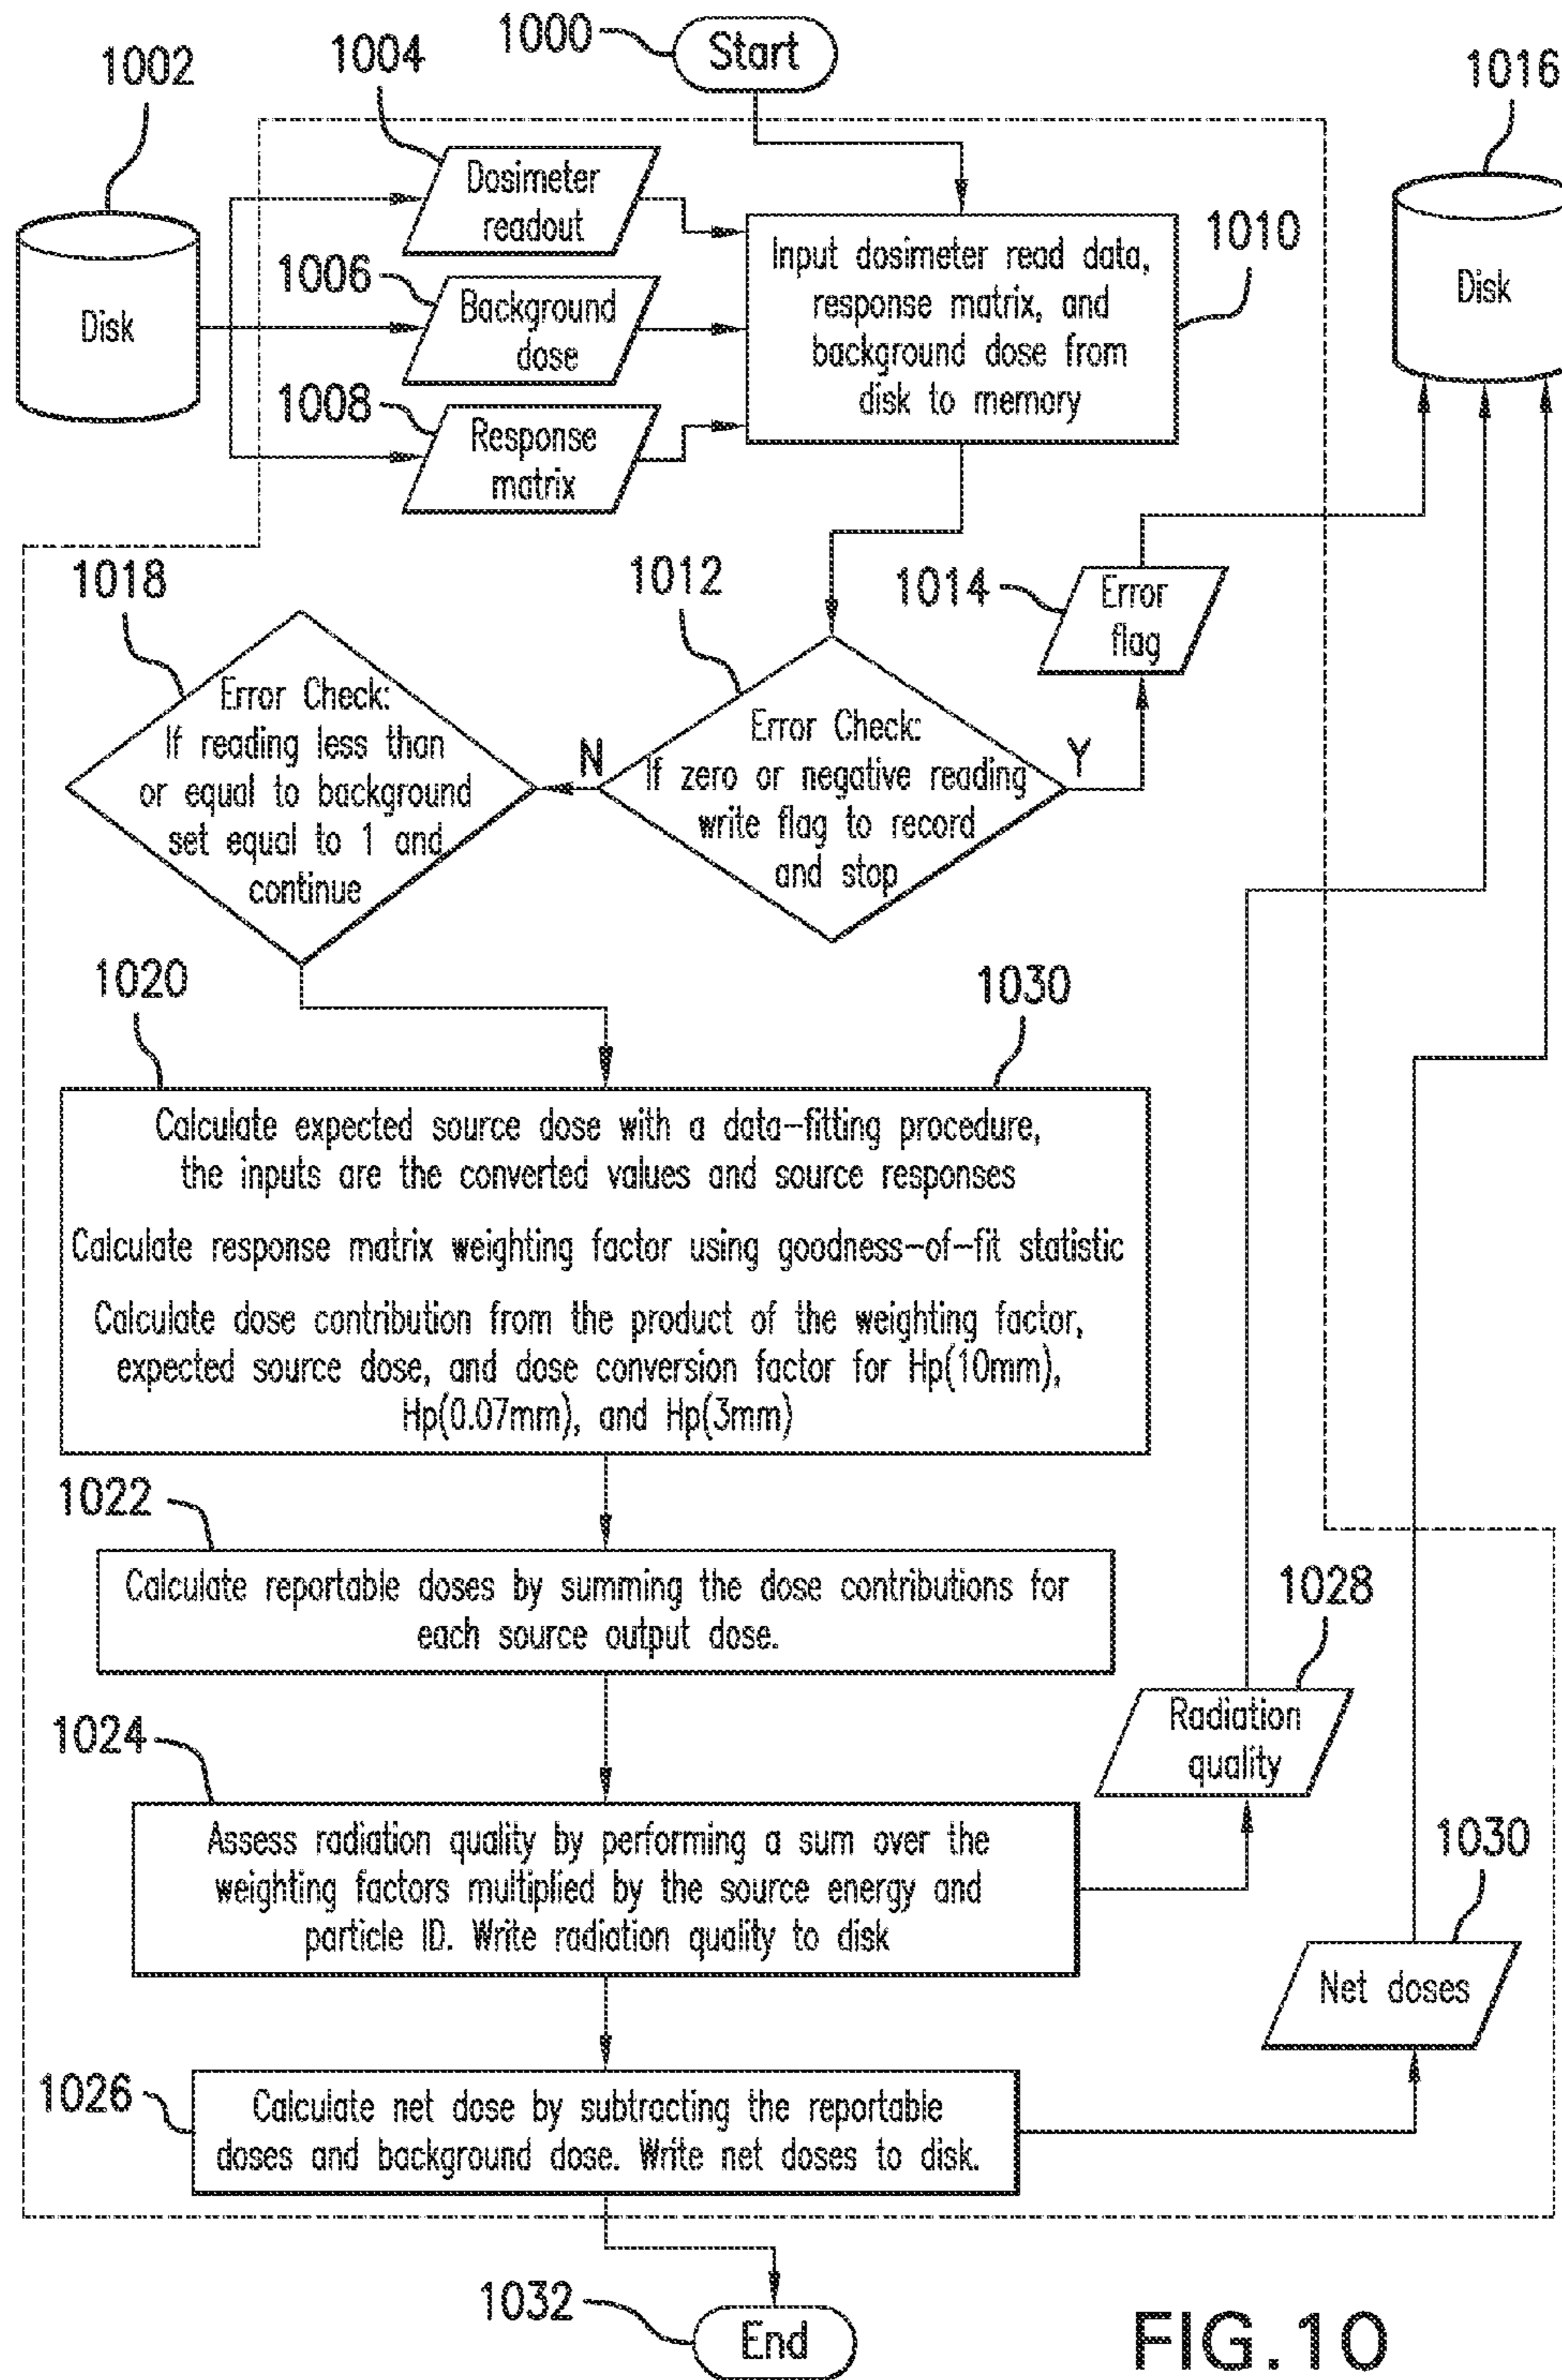 1000
Start
1002
1004
1016
Dosimeter
readout
1006
Background
dose
1008
Response
matrix
Disk
Input dosimeter read data,
response matrix, and
background dose from
disk to memory
1010
Disk
1018
1012
1014
Error
flag
Error Check:
If reading less than
or equal to background
set equal to 1 and
continue
N
Error Check:
If zero or negative reading
write flag to record
and stop
Y
1020
1030
Calculate expected source dose with a data-fitting procedure,
the inputs are the converted values and source responses
Calculate response matrix weighting factor using goodness-of-fit statistic
Calculate dose contribution from the product of the weighting factor,
expected source dose, and dose conversion factor for Hp(10mm),
Hp(0.07mm), and Hp(3mm)
1022
Calculate reportable doses by summing the dose contributions for
each source output dose.
1028
Radiation
quality
1024
Assess radiation quality by performing a sum over the
weighting factors multiplied by the source energy and
particle ID. Write radiation quality to disk
1030
Net doses
1026
Calculate net dose by subtracting the reportable
doses and background dose. Write net doses to disk.
1032
End
FIG. 10